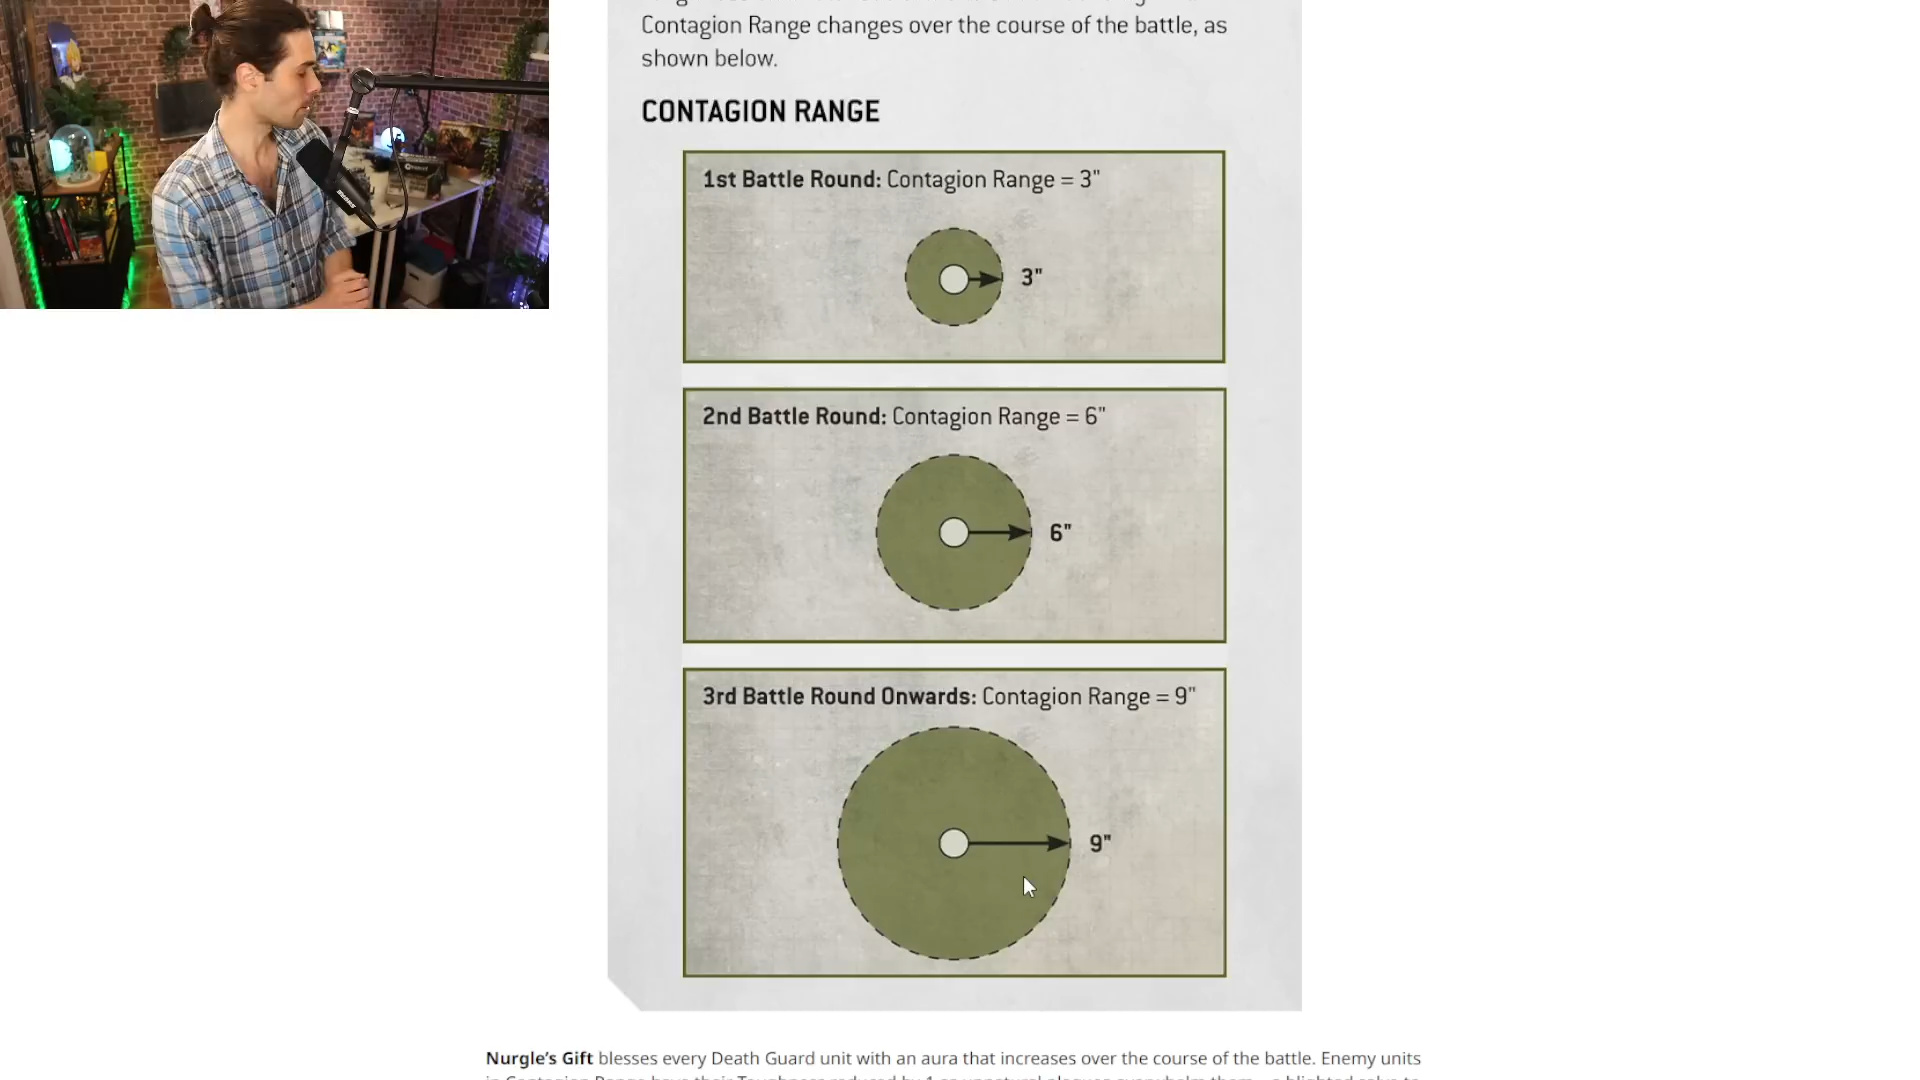 Contagion Range changes over the course of the battle, as
shown below.
CONTAGION RANGE
1st Battle Round: Contagion Range = 3"
3"
2nd Battle Round: Contagion Range = 6"
6"
3rd Battle Round Onwards: Contagion Range = 9"
9"
Nurgle's Gift blesses every Death Guard unit with an aura that increases over the course of the battle. Enemy units